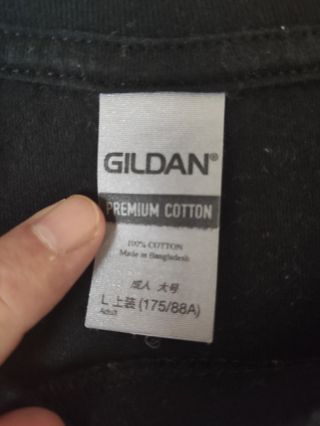 GILDAN®
PREMIUM COTTON
100% COTTON
Made in Bangladesh
成人 大号
L 上装 (175/88A)
Adult